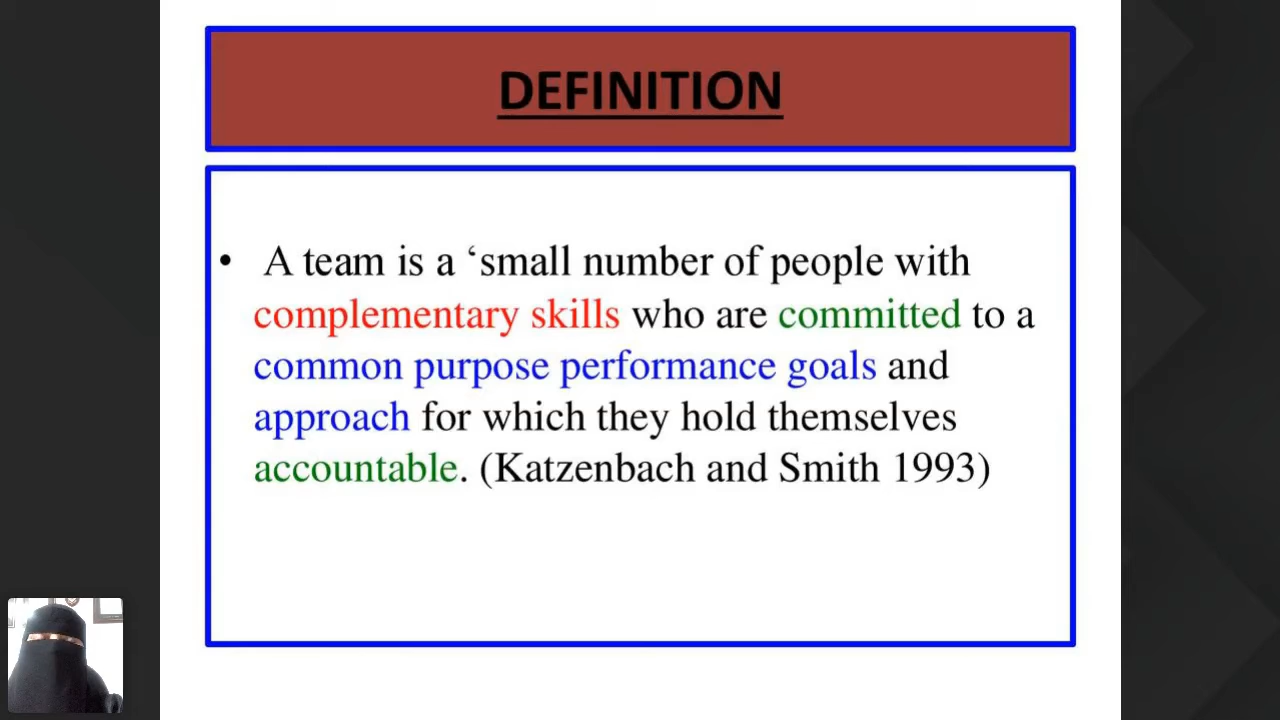 DEFINITION
• A team is a ‘small number of people with
complementary skills who are committed to a
common purpose performance goals and
approach for which they hold themselves
accountable. (Katzenbach and Smith 1993)